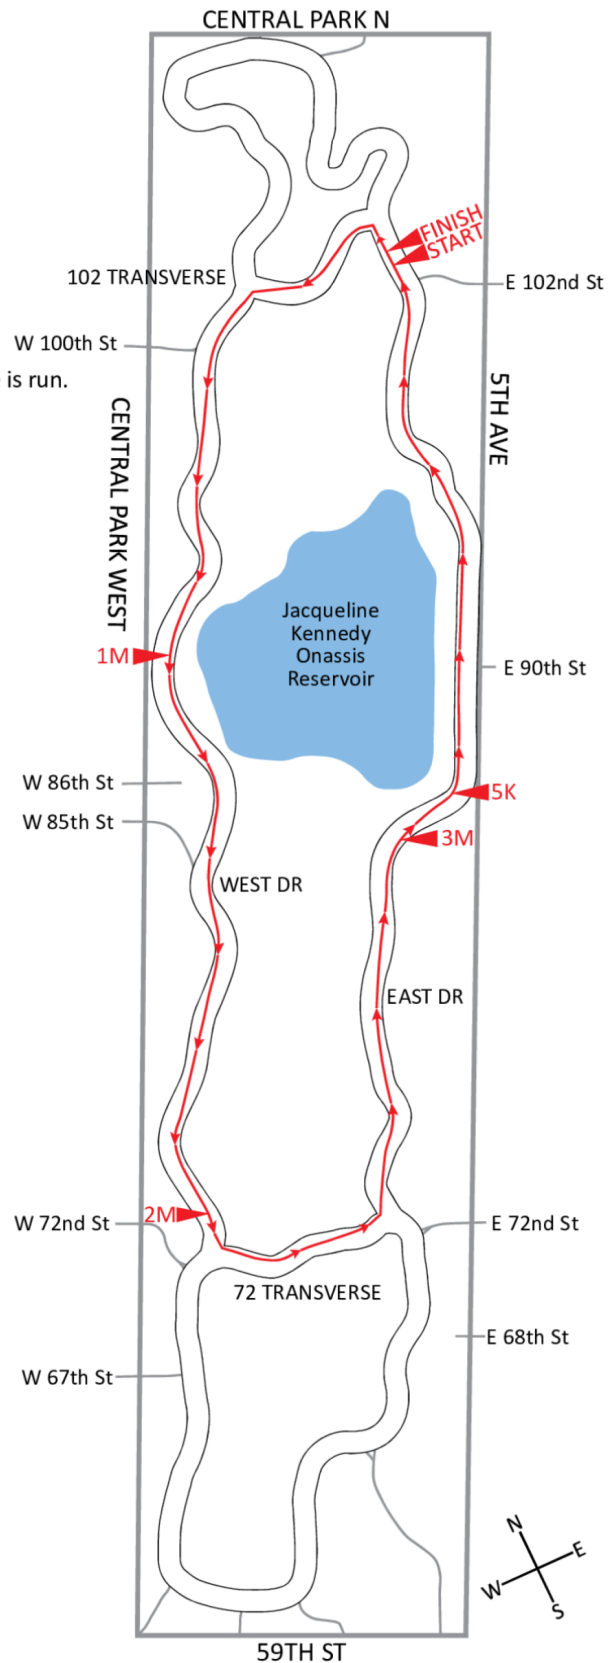 CENTRAL PARK N
FINISH
START
102 TRANSVERSE
E 102nd St
W 100th St
is run.
5TH AVE
CENTRAL PARK WEST
Jacqueline
Kennedy
Onassis
Reservoir
1M
E 90th St
W 86th St
5K
W 85th St
3M
WEST DR
EAST DR
2M
W 72nd St
E 72nd St
72 TRANSVERSE
E 68th St
W 67th St
N
E
W
S
59TH ST